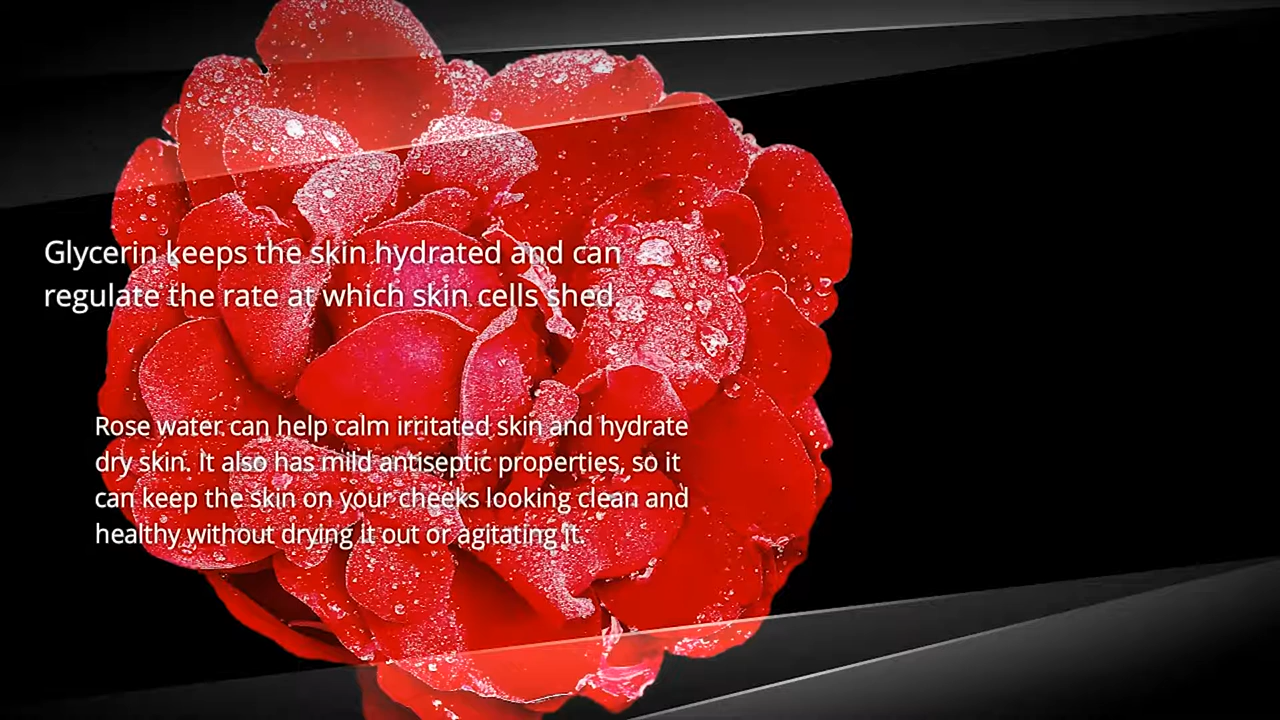 Glycerin keeps the skin hydrated and can
regulate the rate at which skin cells shed.
Rose water can help calm irritated skin and hydrate
dry skin. It also has mild antiseptic properties, so it
can keep the skin on your cheeks looking clean and
healthy without drying it out or agitating it.